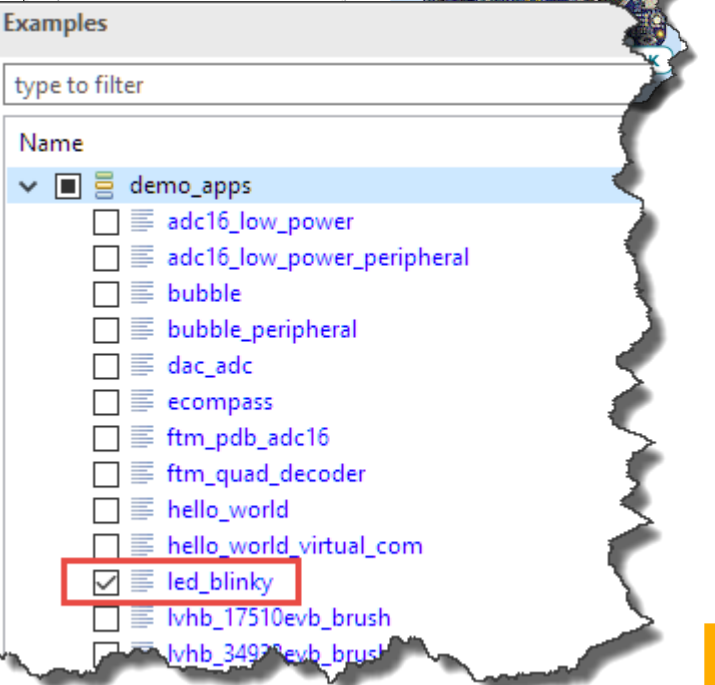 Examples
type to filter
Name
demo_apps
adc16_low_power
adc16_low_power_peripheral
bubble
bubble_peripheral
dac_adc
ecompass
ftm_pdb_adc16
ftm_quad_decoder
hello_world
hello_world_virtual_com
led_blinky
lvhb_17510evb_brush